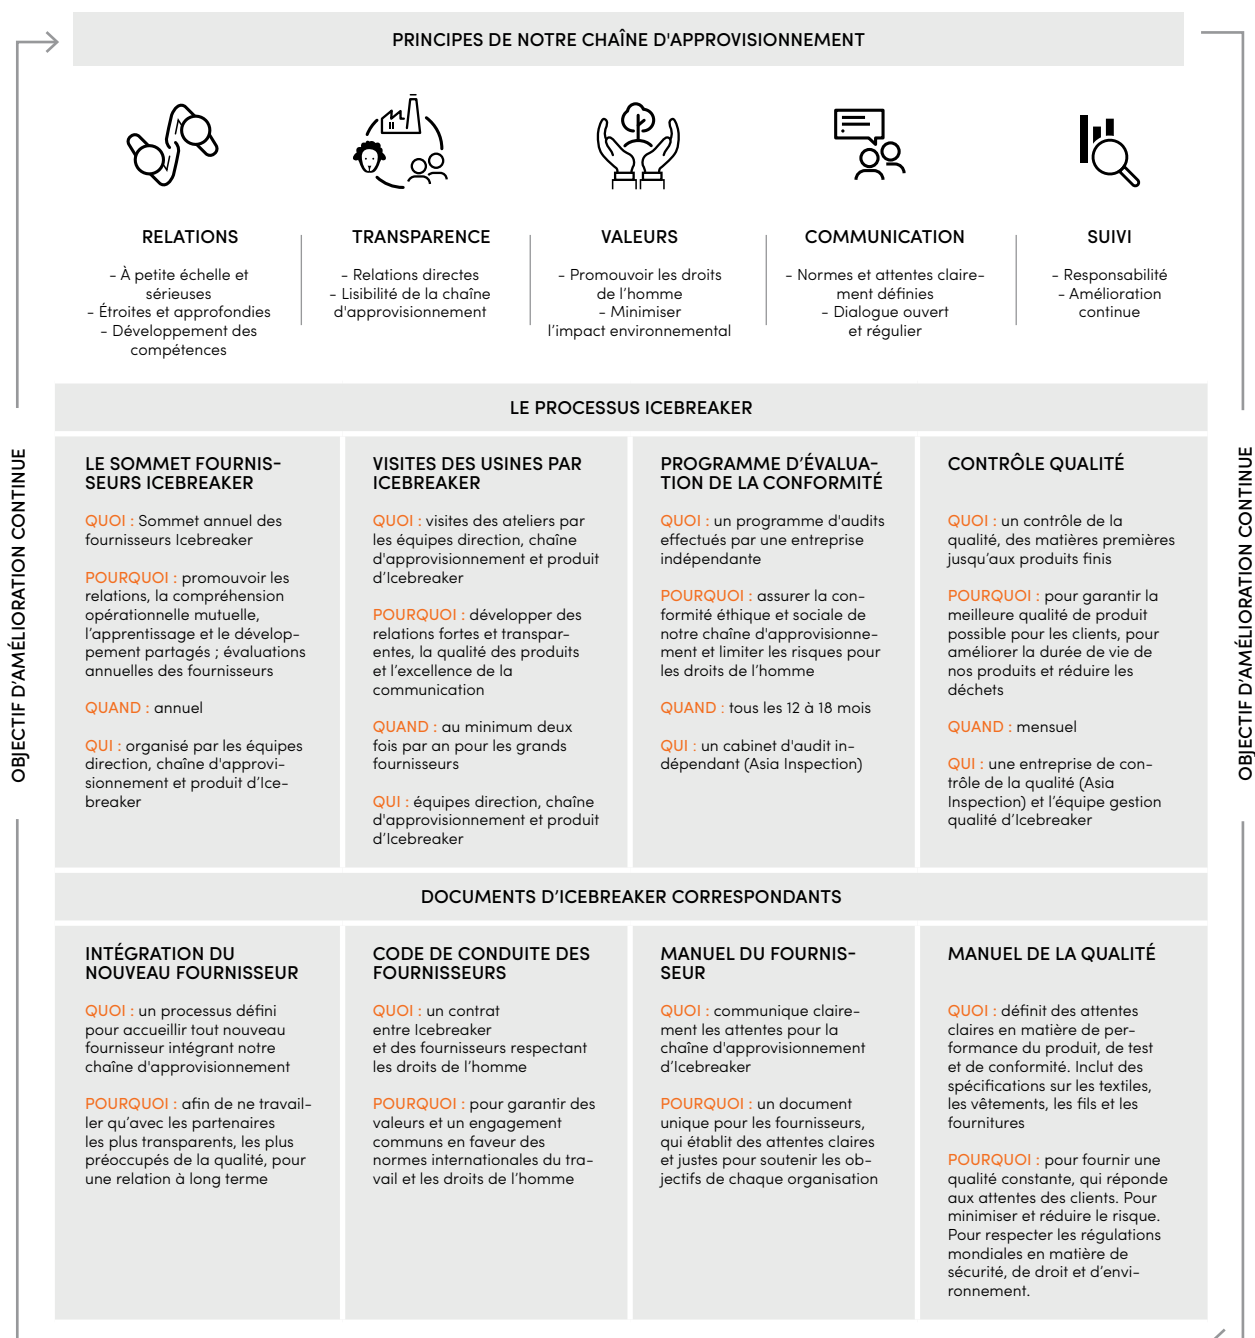 PRINCIPES DE NOTRE CHAÎNE D'APPROVISIONNEMENT
RELATIONS
- À petite échelle et
sérieuses
- Étroites et approfondies
- Développement des
compétences
TRANSPARENCE
- Relations directes
- Lisibilité de la chaîne
d'approvisionnement
VALEURS
- Promouvoir les droits
de l’homme
- Minimiser
l’impact environnemental
COMMUNICATION
- Normes et attentes claire-
ment définies
- Dialogue ouvert
et régulier
SUIVI
- Responsabilité
- Amélioration
continue
OBJECTIF D’AMÉLIORATION CONTINUE
LE PROCESSUS ICEBREAKER
LE SOMMET FOURNIS-
SEURS ICEBREAKER
QUOI : Sommet annuel des
fournisseurs Icebreaker
POURQUOI : promouvoir les
relations, la compréhension
opérationnelle mutuelle,
l’apprentissage et le dévelop-
pement partagés ; évaluations
annuelles des fournisseurs
QUAND : annuel
QUI : organisé par les équipes
direction, chaîne d'approvi-
sionnement et produit d’Ice-
breaker
VISITES DES USINES PAR
ICEBREAKER
QUOI : visites des ateliers par
les équipes direction, chaîne
d'approvisionnement et produit
d’Icebreaker
POURQUOI : développer des
relations fortes et transpar-
entes, la qualité des produits
et l’excellence de la
communication
QUAND : au minimum deux
fois par an pour les grands
fournisseurs
QUI : équipes direction, chaîne
d'approvisionnement et produit
d’Icebreaker
PROGRAMME D’ÉVALUA-
TION DE LA CONFORMITÉ
QUOI : un programme d'audits
effectués par une entreprise
indépendante
POURQUOI : assurer la con-
formité éthique et sociale de
notre chaîne d'approvisionne-
ment et limiter les risques pour
les droits de l’homme
QUAND : tous les 12 à 18 mois
QUI : un cabinet d'audit in-
dépendant (Asia Inspection)
CONTRÔLE QUALITÉ
QUOI : un contrôle de la
qualité, des matières premières
jusqu’aux produits finis
POURQUOI : pour garantir la
meilleure qualité de produit
possible pour les clients, pour
améliorer la durée de vie de
nos produits et réduire les
déchets
QUAND : mensuel
QUI : une entreprise de con-
trôle de la qualité (Asia
Inspection) et l’équipe gestion
qualité d’Icebreaker
OBJECTIF D’AMÉLIORATION CONTINUE
DOCUMENTS D’ICEBREAKER CORRESPONDANTS
INTÉGRATION DU
NOUVEAU FOURNISSEUR
QUOI : un processus défini
pour accueillir tout nouveau
fournisseur intégrant notre
chaîne d'approvisionnement
POURQUOI : afin de ne travail-
ler qu’avec les partenaires
les plus transparents, les plus
préoccupés de la qualité, pour
une relation à long terme
CODE DE CONDUITE DES
FOURNISSEURS
QUOI : un contrat
entre Icebreaker
et des fournisseurs respectant
les droits de l’homme
POURQUOI : pour garantir des
valeurs et un engagement
communs en faveur des
normes internationales du tra-
vail et les droits de l’homme
MANUEL DU FOURNIS-
SEUR
QUOI : communique claire-
ment les attentes pour la
chaîne d'approvisionnement
d’Icebreaker
POURQUOI : un document
unique pour les fournisseurs,
qui établit des attentes claires
et justes pour soutenir les ob-
jectifs de chaque organisation
MANUEL DE LA QUALITÉ
QUOI : définit des attentes
claires en matière de per-
formance du produit, de test
et de conformité. Inclut des
spécifications sur les textiles,
les vêtements, les fils et les
fournitures
POURQUOI : pour fournir une
qualité constante, qui réponde
aux attentes des clients. Pour
minimiser et réduire le risque.
Pour respecter les régulations
mondiales en matière de
sécurité, de droit et d’envi-
ronnement.